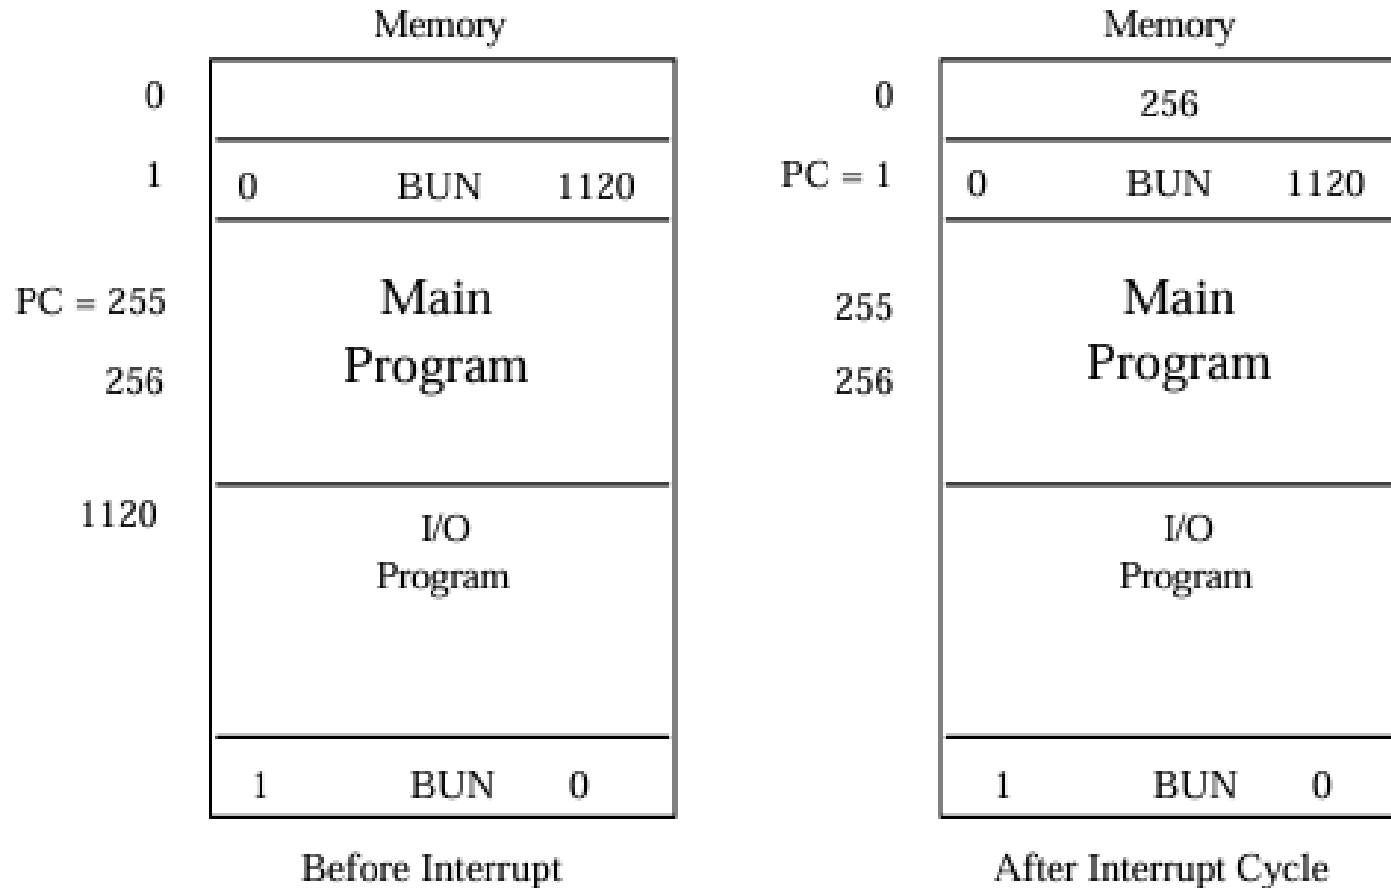 Memory
0
1
0 BUN 1120
PC = 255
256
Main
Program
1120
I/O
Program
1 BUN 0
Before Interrupt
Memory
0
256
PC = 1
0 BUN 1120
255
256
Main
Program
I/O
Program
1 BUN 0
After Interrupt Cycle